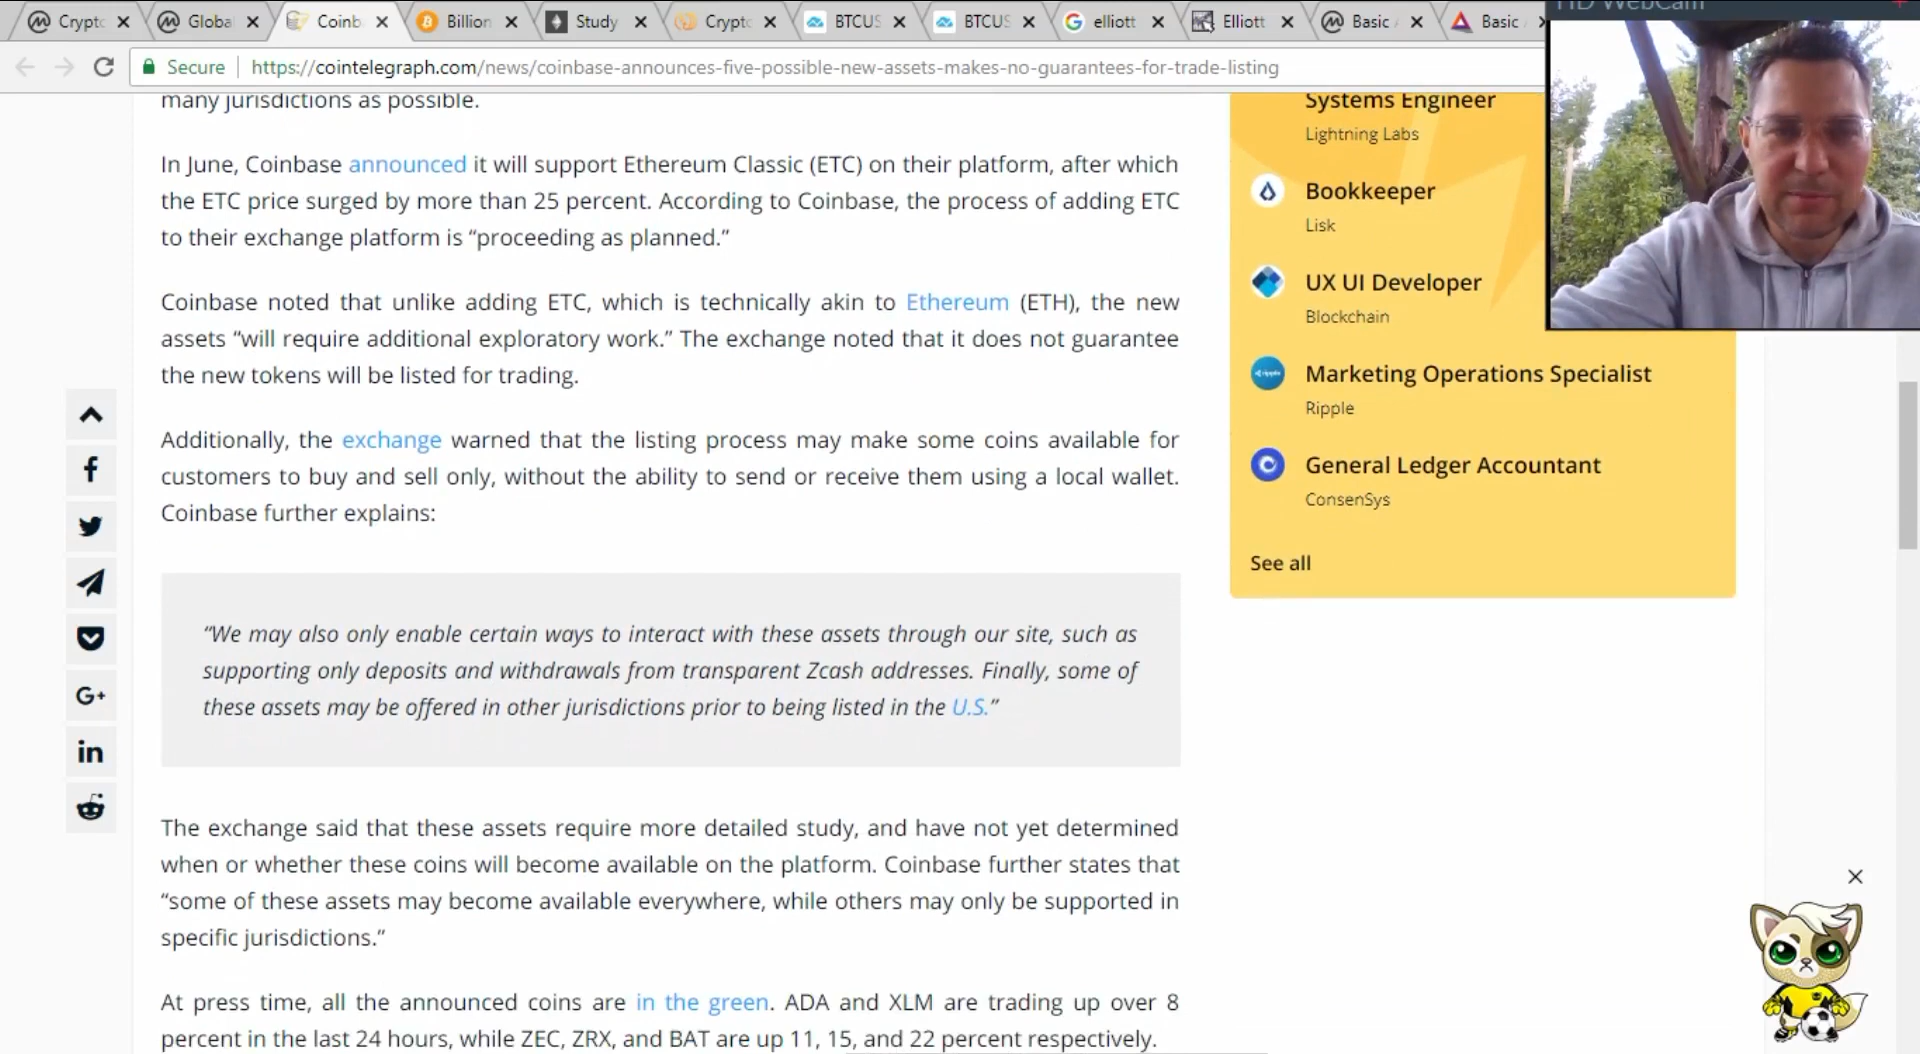 Crypto
Global
Coinb
Billion
Study
Crypto
BTCUS
BTCUS
elliott
Elliott
Basic
Basic
HD WebCam
Secure
https://cointelegraph.com/news/coinbase-announces-five-possible-new-assets-makes-no-guarantees-for-trade-listing
many jurisdictions as possible.
In June, Coinbase announced it will support Ethereum Classic (ETC) on their platform, after which
the ETC price surged by more than 25 percent. According to Coinbase, the process of adding ETC
to their exchange platform is “proceeding as planned.”
Coinbase noted that unlike adding ETC, which is technically akin to Ethereum (ETH), the new
assets “will require additional exploratory work.” The exchange noted that it does not guarantee
the new tokens will be listed for trading.
Additionally, the exchange warned that the listing process may make some coins available for
customers to buy and sell only, without the ability to send or receive them using a local wallet.
Coinbase further explains:
“We may also only enable certain ways to interact with these assets through our site, such as
supporting only deposits and withdrawals from transparent Zcash addresses. Finally, some of
these assets may be offered in other jurisdictions prior to being listed in the U.S.”
The exchange said that these assets require more detailed study, and have not yet determined
when or whether these coins will become available on the platform. Coinbase further states that
“some of these assets may become available everywhere, while others may only be supported in
specific jurisdictions.”
At press time, all the announced coins are in the green. ADA and XLM are trading up over 8
percent in the last 24 hours, while ZEC, ZRX, and BAT are up 11, 15, and 22 percent respectively.
Systems Engineer
Lightning Labs
Bookkeeper
Lisk
UX UI Developer
Blockchain
Marketing Operations Specialist
Ripple
General Ledger Accountant
ConsenSys
See all